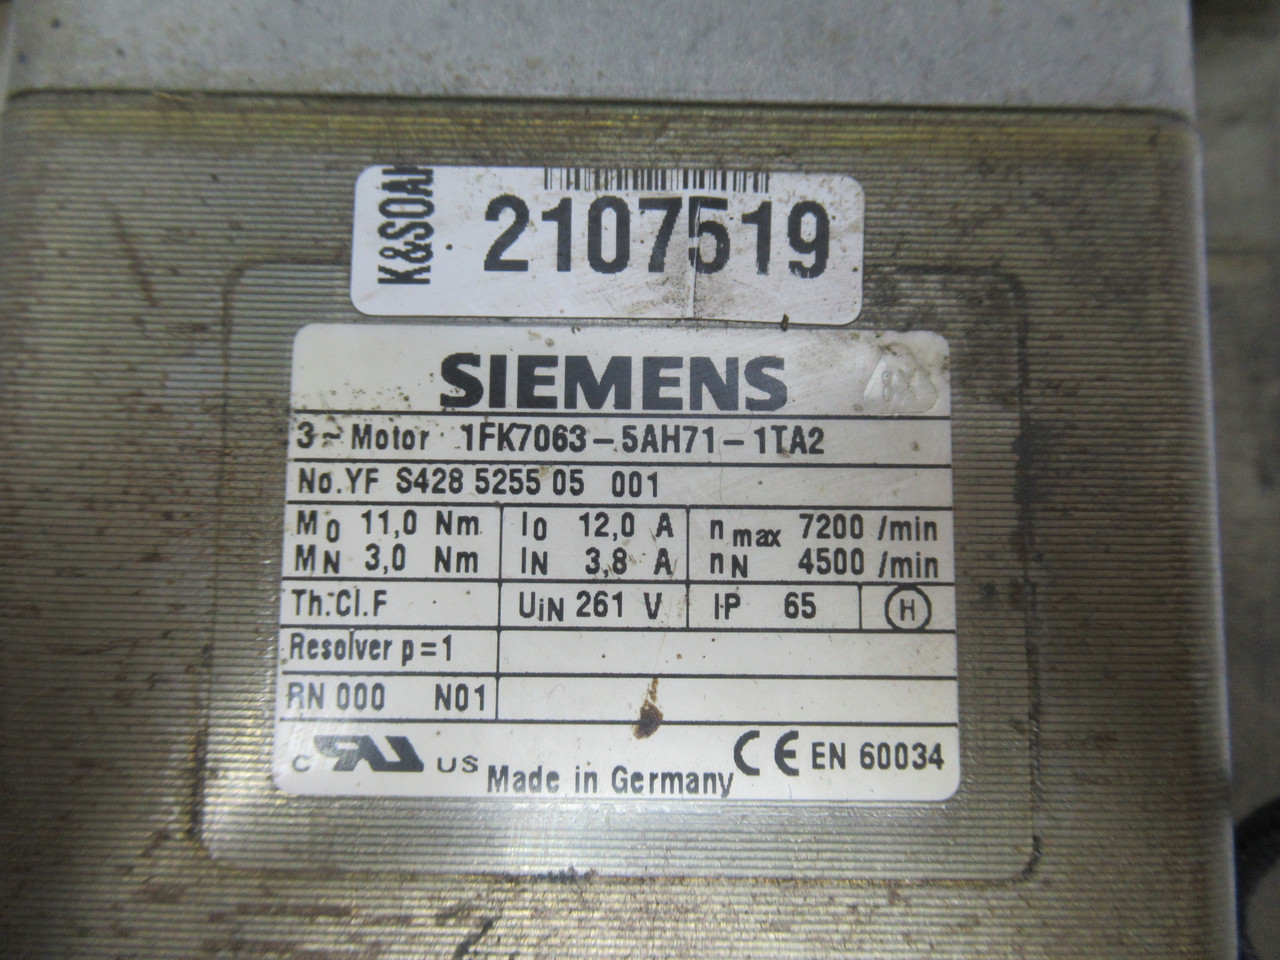 K&SOA
2107519
SIEMENS
3~ Motor 1FK7063-5AH71-1TA2
No.YF S428 5255 05 001
M0 11,0 Nm I0 12,0 A nmax 7200 /min
MN 3,0 Nm IN 3,8 A nN 4500 /min
Th.Cl.F UiN 261 V IP 65 H
Resolver p=1
RN 000 N01
C US Made in Germany CE EN 60034